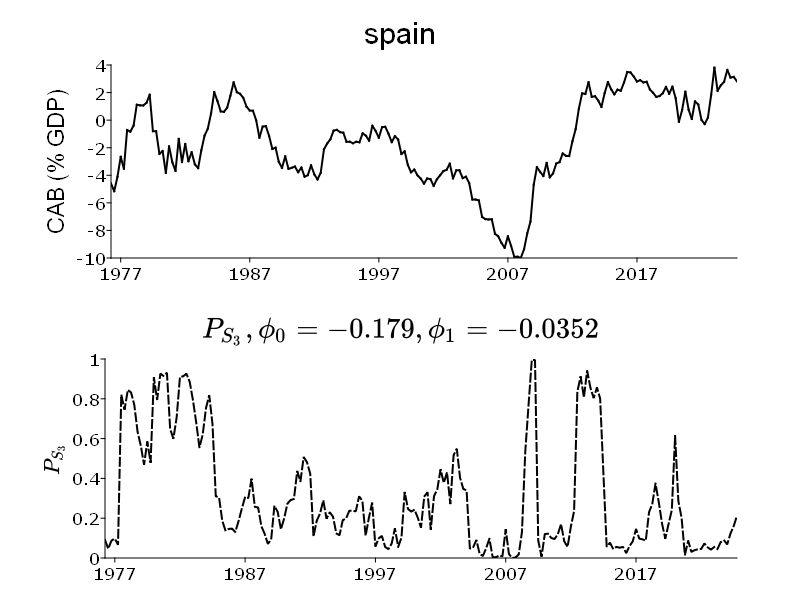 spain
CAB (% GDP)
4
2
0
-2
-4
-6
-8
-10
1977 1987 1997 2007 2017
P_{S_3}, ϕ_0 = −0.179, ϕ_1 = −0.0352
P_{S_3}
1
0.8
0.6
0.4
0.2
0
1977 1987 1997 2007 2017